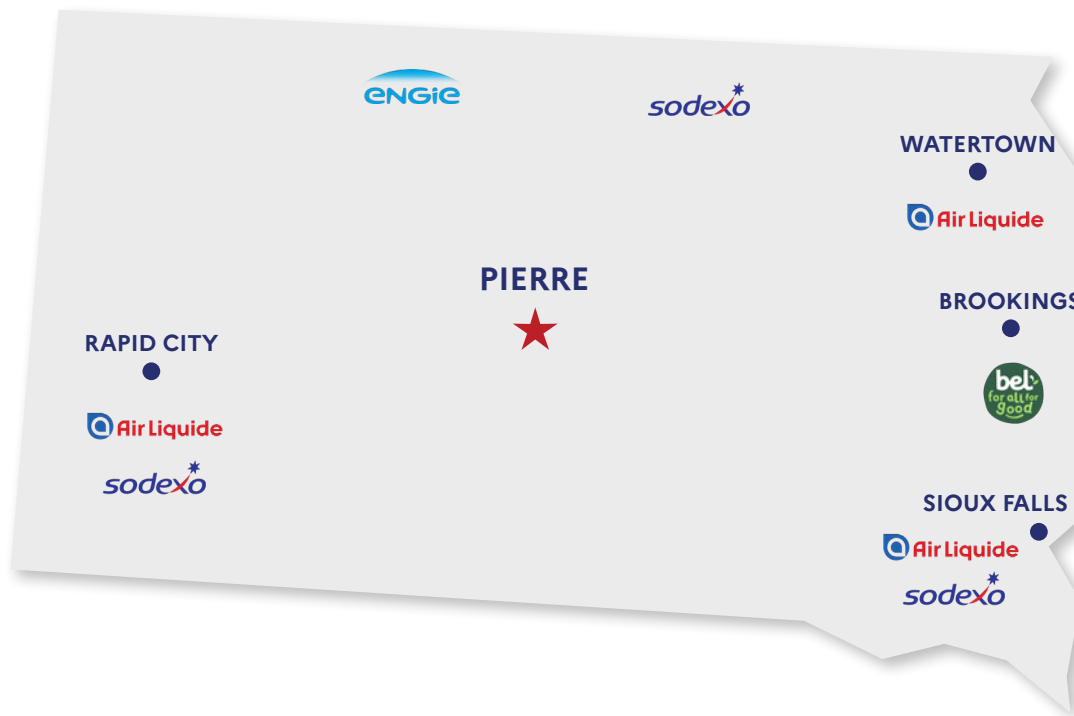 ENGIE
sodexo
WATERTOWN
Air Liquide
PIERRE
BROOKINGS
RAPID CITY
bel
for all for
good
Air Liquide
sodexo
SIOUX FALLS
Air Liquide
sodexo